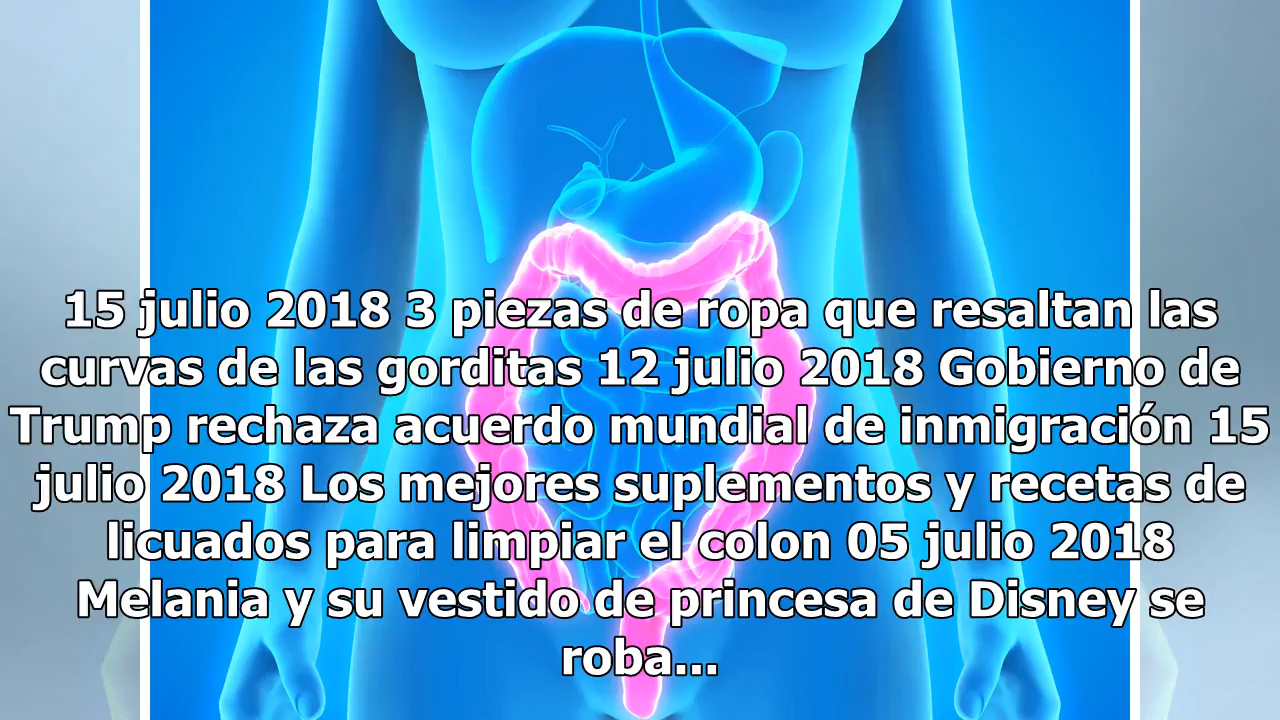 15 julio 2018 3 piezas de ropa que resaltan las
curvas de las gorditas 12 julio 2018 Gobierno de
Trump rechaza acuerdo mundial de inmigración 15
julio 2018 Los mejores suplementos y recetas de
licuados para limpiar el colon 05 julio 2018
Melania y su vestido de princesa de Disney se
roba...